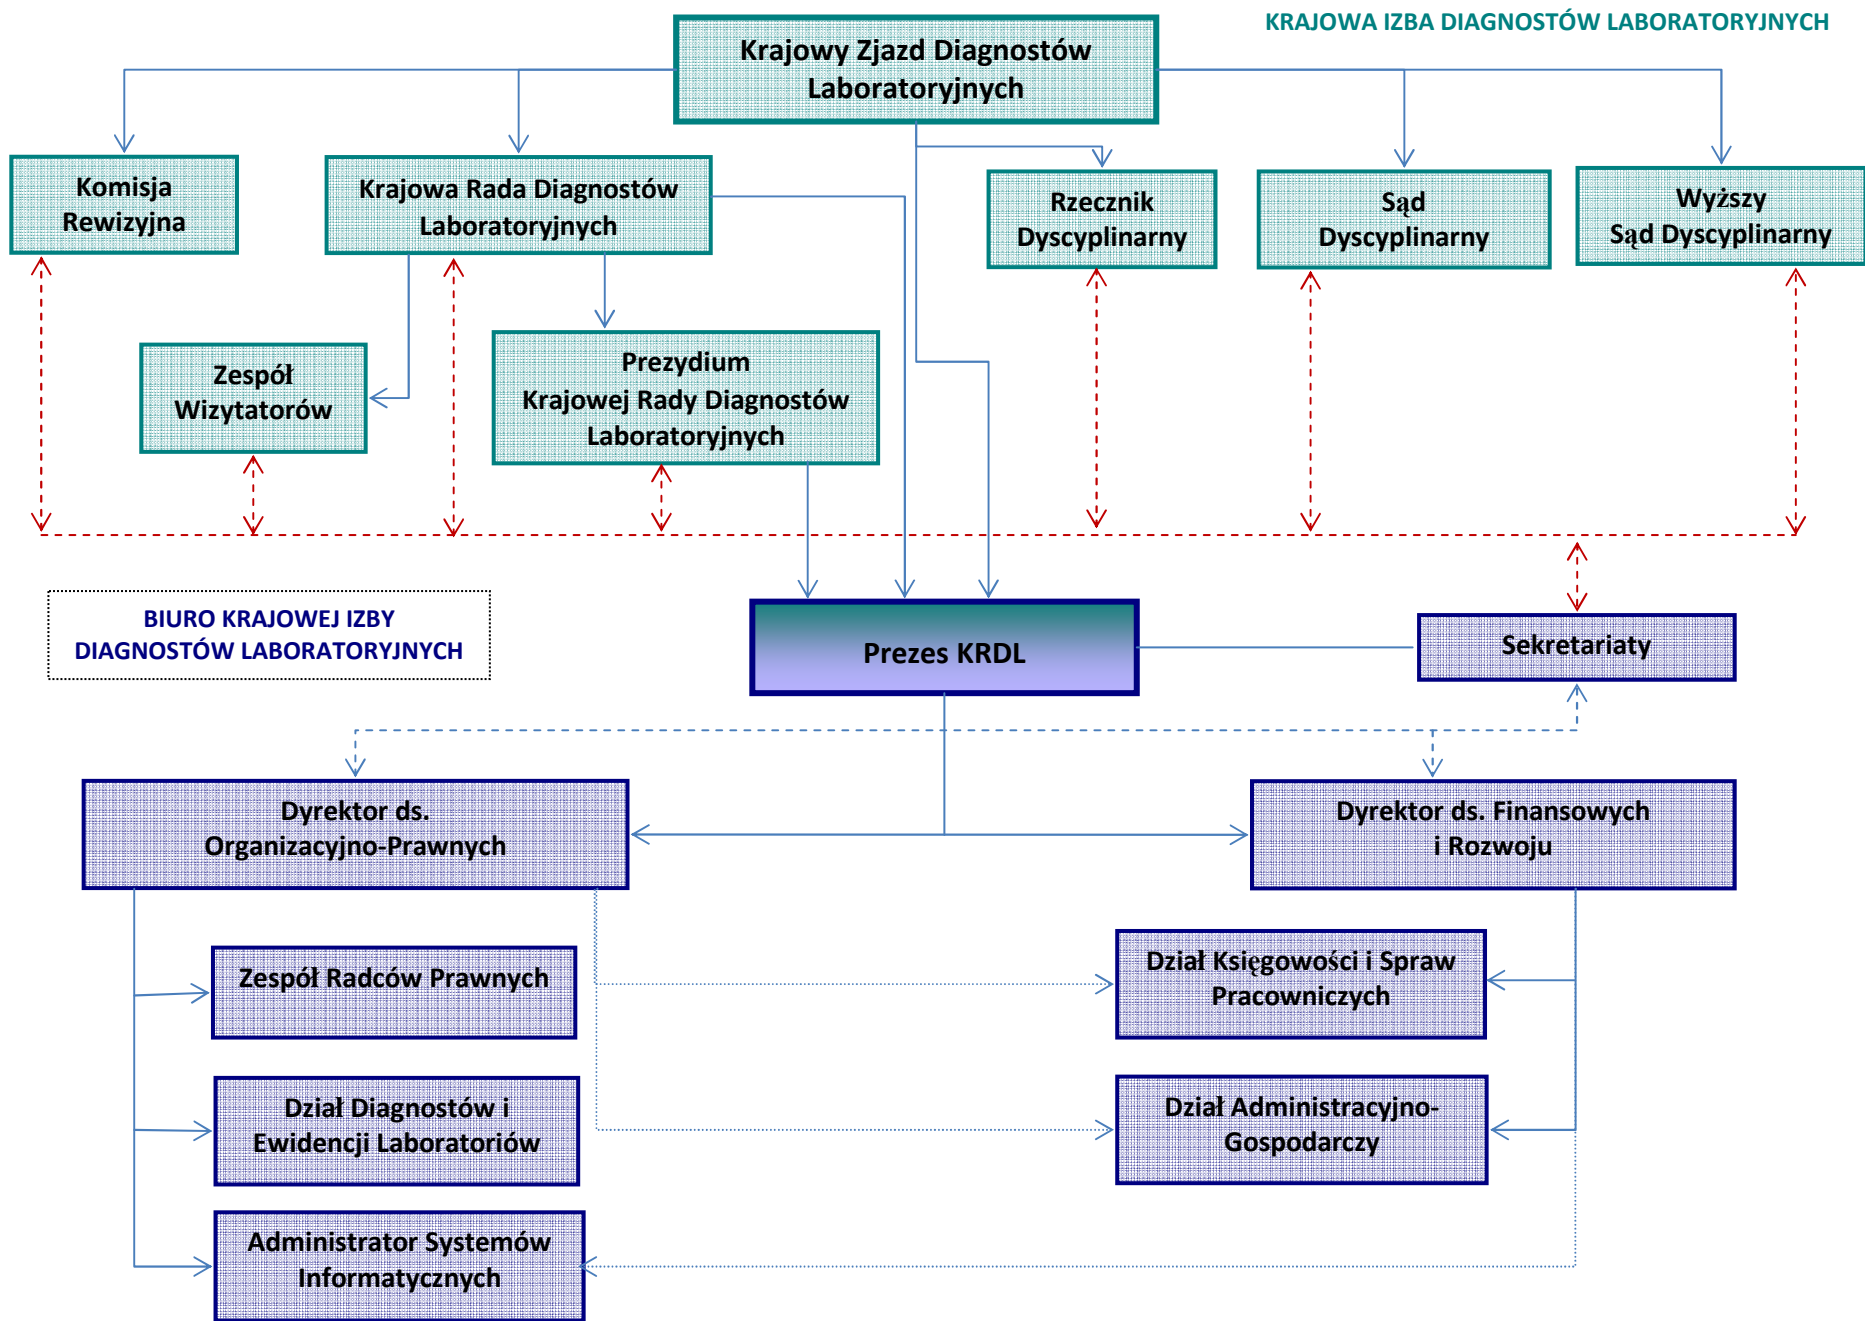 KRAJOWA IZBA DIAGNOSTÓW LABORATORYJNYCH
Krajowy Zjazd Diagnostów
Laboratoryjnych
Komisja
Rewizyjna
Krajowa Rada Diagnostów
Laboratoryjnych
Rzecznik
Dyscyplinarny
Sąd
Dyscyplinarny
Wyższy
Sąd Dyscyplinarny
Zespół
Wizytatorów
Prezydium
Krajowej Rady Diagnostów
Laboratoryjnych
BIURO KRAJOWEJ IZBY
DIAGNOSTÓW LABORATORYJNYCH
Prezes KRDL
Sekretariaty
Dyrektor ds.
Organizacyjno-Prawnych
Dyrektor ds. Finansowych
i Rozwoju
Zespół Radców Prawnych
Dział Księgowości i Spraw
Pracowniczych
Dział Diagnostów i
Ewidencji Laboratoriów
Dział Administracyjno-
Gospodarczy
Administrator Systemów
Informatycznych